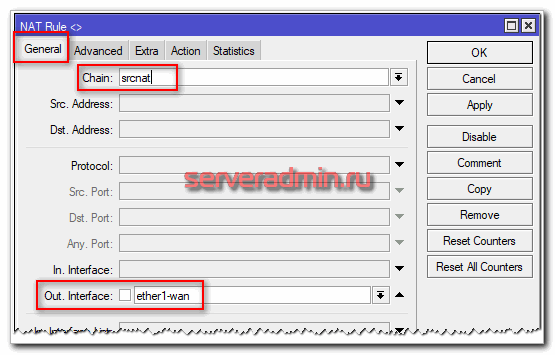 NAT Rule <>
General Advanced Extra Action Statistics
Chain: srcnat
Src. Address:
Dst. Address:
Protocol:
Src. Port:
Dst. Port:
Any. Port:
In. Interface:
Out. Interface: ether1-wan
OK
Cancel
Apply
Disable
Comment
Copy
Remove
Reset Counters
Reset All Counters
serveradmin.ru